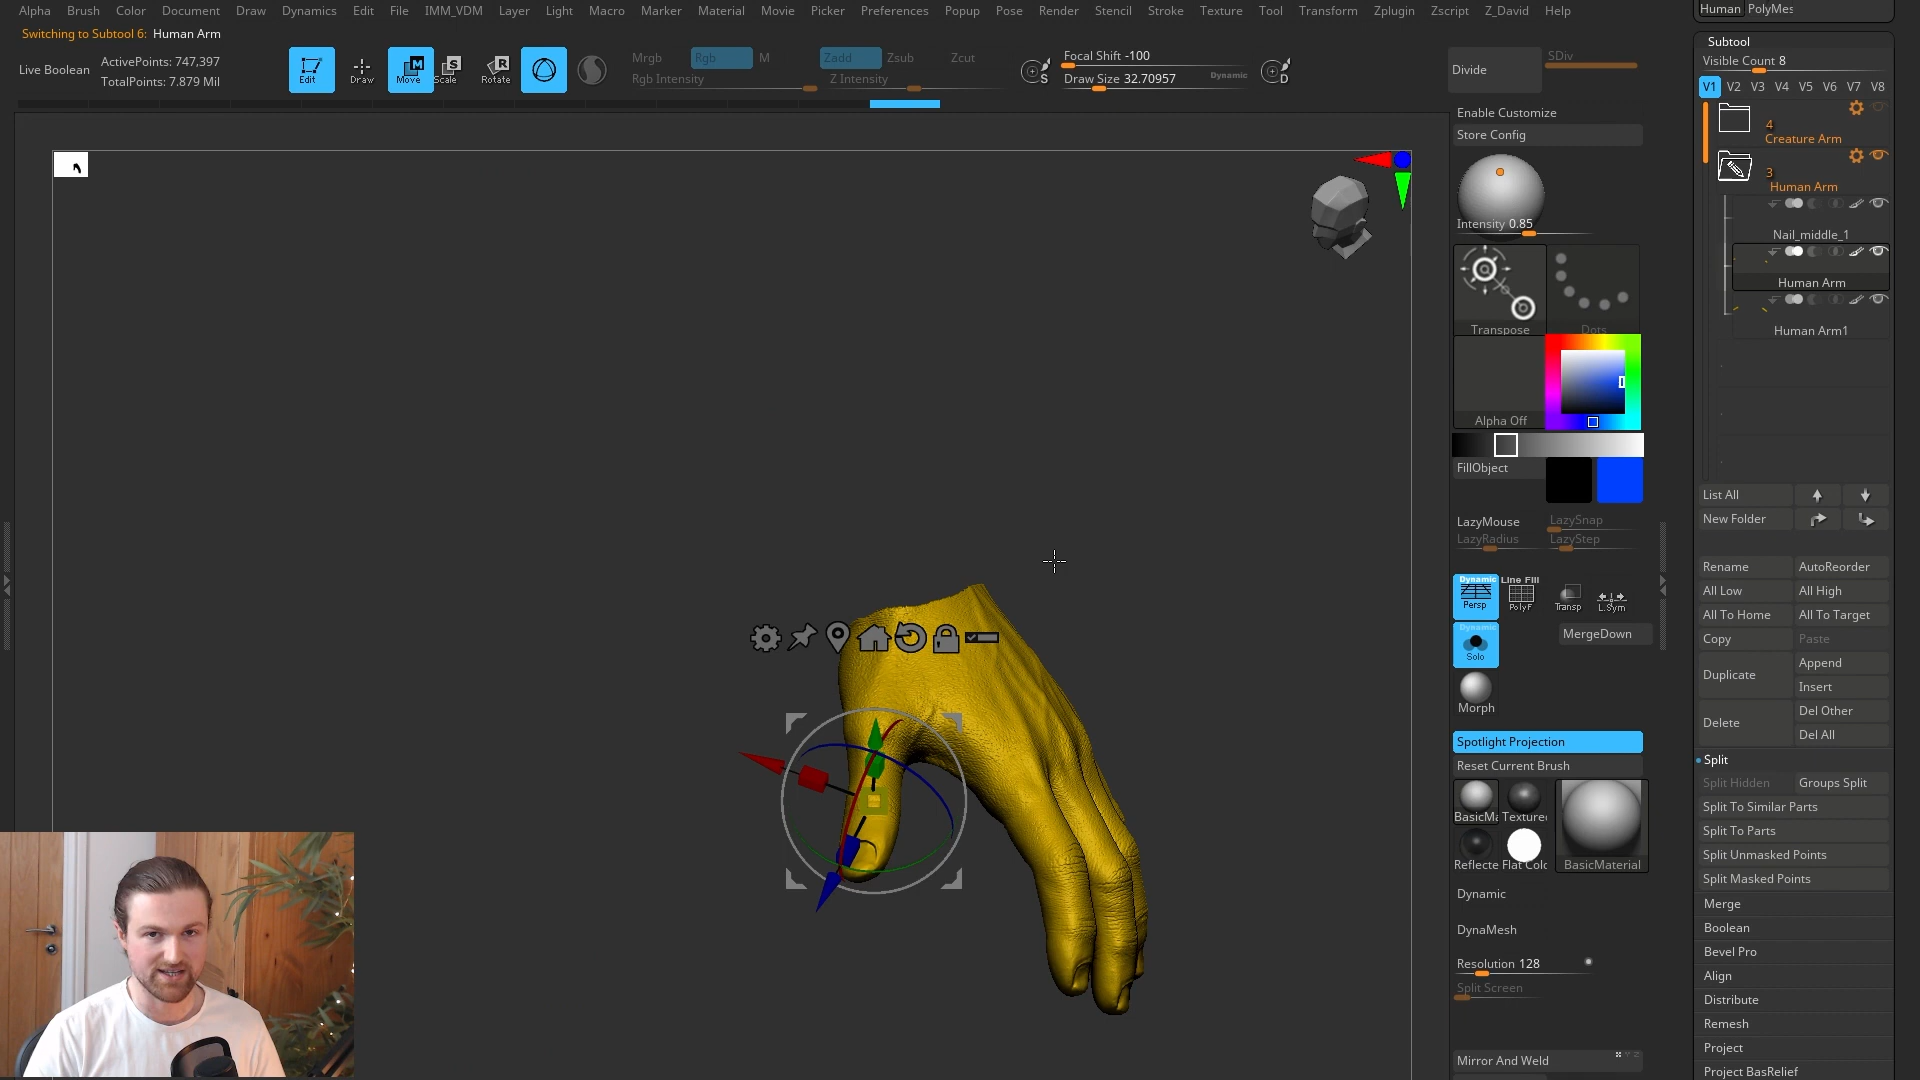 Alpha Brush Color Document Draw Dynamics Edit File IMM_VDM Layer Light Macro Marker Material Movie Picker Preferences Popup Pose Render Stencil Stroke Texture Tool Transform Zplugin Zscript Z_David Help
Switching to Subtool 6: Human Arm
Live Boolean
ActivePoints: 747,397
TotalPoints: 7.879 Mil
Edit
Draw
M
Move
S
Scale
R
Rotate
Mrgb
Rgb
M
Rgb Intensity
Zadd
Zsub
Zcut
Z Intensity
S
Focal Shift -100
Draw Size 32.70957
Dynamic
D
Divide
SDiv
Enable Customize
Store Config
Intensity 0.85
Transpose
Dots
Alpha Off
FillObject
LazyMouse
LazySnap
LazyRadius
LazyStep
Dynamic
Persp
Line Fill
PolyF
Transp
L.Sym
Dynamic
Solo
MergeDown
Morph
Spotlight Projection
Reset Current Brush
BasicMa
Texture
Reflecte
Flat Colo
BasicMaterial
Dynamic
DynaMesh
Resolution 128
Split Screen
Mirror And Weld
Human
PolyMes
Subtool
Visible Count 8
V1 V2 V3 V4 V5 V6 V7 V8
4
Creature Arm
3
Human Arm
Nail_middle_1
Human Arm
Human Arm1
List All
New Folder
Rename
AutoReorder
All Low
All High
All To Home
All To Target
Copy
Paste
Duplicate
Append
Insert
Delete
Del Other
Del All
Split
Split Hidden
Groups Split
Split To Similar Parts
Split To Parts
Split Unmasked Points
Split Masked Points
Merge
Boolean
Bevel Pro
Align
Distribute
Remesh
Project
Project BasRelief